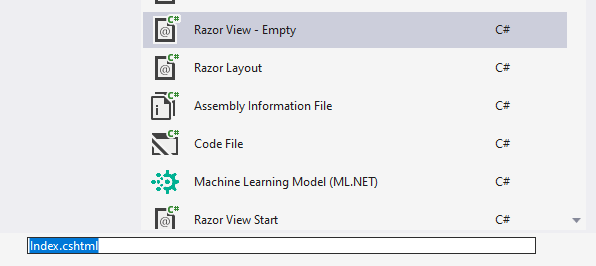 Razor View - Empty C#
Razor Layout C#
Assembly Information File C#
Code File C#
Machine Learning Model (ML.NET) C#
Razor View Start C#
Index.cshtml